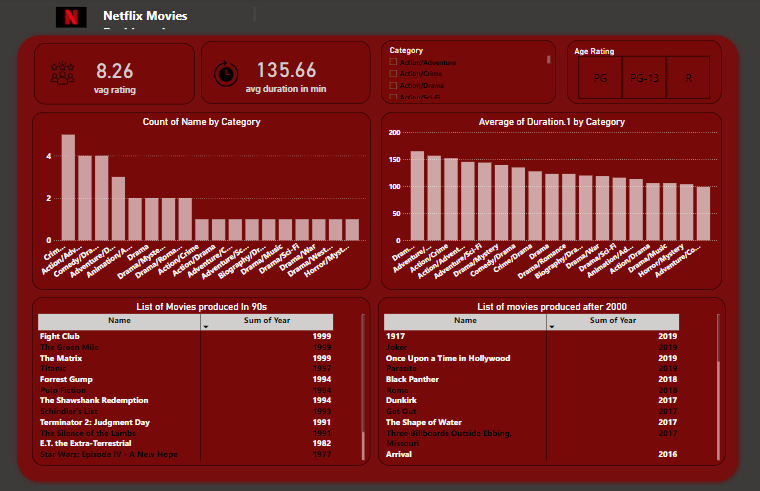 N
Netflix Movies
8.26
vag rating
135.66
avg duration in min
Category
Action/Adventure
Action/Crime
Action/Drama
Action/Sci-Fi
Age Rating
PG
PG-13
R
Count of Name by Category
4
2
0
Crim...
Action/Adv...
Comedy/Dra...
Adventure/D...
Animation/A...
Drama
Drama/Myste...
Drama/Roma...
Action/Crime
Action/Drama
Adventure/C...
Adventure/Sc...
Biography/Dr...
Drama/Music
Drama/Sci-Fi
Drama/War
Drama/West...
Horror/Myst...
Average of Duration.1 by Category
200
150
100
50
0
Dram...
Adventure/...
Action/Crime
Action/Advent...
Adventure/Sci-Fi
Drama/Mystery
Comedy/Drama
Crime/Drama
Drama
Drama/Romance
Biography/Dra...
Drama/War
Drama/Sci-Fi
Animation/Ad...
Action/Drama
Drama/Music
Horror/Mystery
Adventure/Co...
List of Movies produced In 90s
Name Sum of Year
Fight Club 1999
The Green Mile 1999
The Matrix 1999
Titanic 1997
Forrest Gump 1994
Pulp Fiction 1994
The Shawshank Redemption 1994
Schindler's List 1993
Terminator 2: Judgment Day 1991
The Silence of the Lambs 1991
E.T. the Extra-Terrestrial 1982
Star Wars: Episode IV - A New Hope 1977
List of movies produced after 2000
Name Sum of Year
1917 2019
Joker 2019
Once Upon a Time in Hollywood 2019
Parasite 2019
Black Panther 2018
Roma 2018
Dunkirk 2017
Get Out 2017
The Shape of Water 2017
Three Billboards Outside Ebbing, 2017
Missouri
Arrival 2016